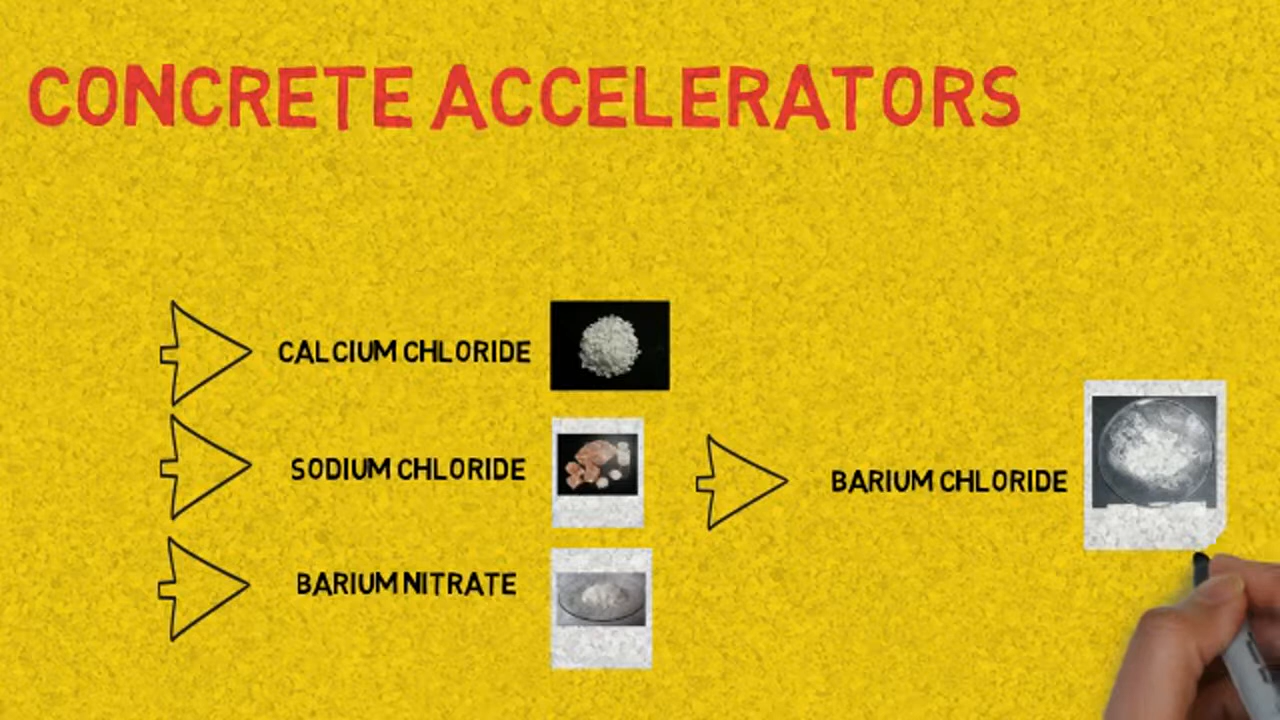 CONCRETE ACCELERATORS
CALCIUM CHLORIDE
SODIUM CHLORIDE
BARIUM NITRATE
BARIUM CHLORIDE